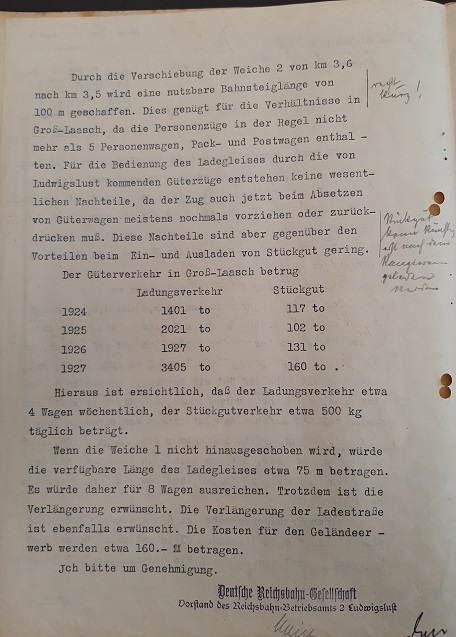 Durch die Verschiebung der Weiche 2 von km 3,6
nach km 3,5 wird eine nutzbare Bahnsteiglänge von
100 m geschaffen. Dies genügt für die Verhältnisse in
Groß-Laasch, da die Personenzüge in der Regel nicht
mehr als 5 Personenwagen, Pack- und Postwagen enthal -
ten. Für die Bedienung des Ladegleises durch die von
Ludwigslust kommenden Güterzüge entstehen keine wesent-
lichen Nachteile, da der Zug auch jetzt beim Absetzen
von Güterwagen meistens nochmals vorziehen oder zurück-
drücken muß. Diese Nachteile sind aber gegenüber den
Vorteilen beim Ein- und Ausladen von Stückgut gering.
Der Güterverkehr in Groß-Laasch betrug
Ladungsverkehr Stückgut
1924 1401 to 117 to
1925 2021 to 102 to
1926 1927 to 131 to
1927 3405 to 160 to .
Hieraus ist ersichtlich, daß der Ladungsverkehr etwa
4 Wagen wöchentlich, der Stückgutverkehr etwa 500 kg
täglich beträgt.
Wenn die Weiche 1 nicht hinausgeschoben wird, würde
die verfügbare Länge des Ladegleises etwa 75 m betragen.
Es würde daher für 8 Wagen ausreichen. Trotzdem ist die
Verlängerung erwünscht. Die Verlängerung der Ladestraße
ist ebenfalls erwünscht. Die Kosten für den Geländeer -
werb werden etwa 160.- ℳ betragen.
Jch bitte um Genehmigung.
Deutsche Reichsbahn-Gesellschaft
Vorstand des Reichsbahn-Betriebsamts 2 Ludwigslust
recht
kurz!
Stückgut
nach dem
Rangieren
geladen
werden